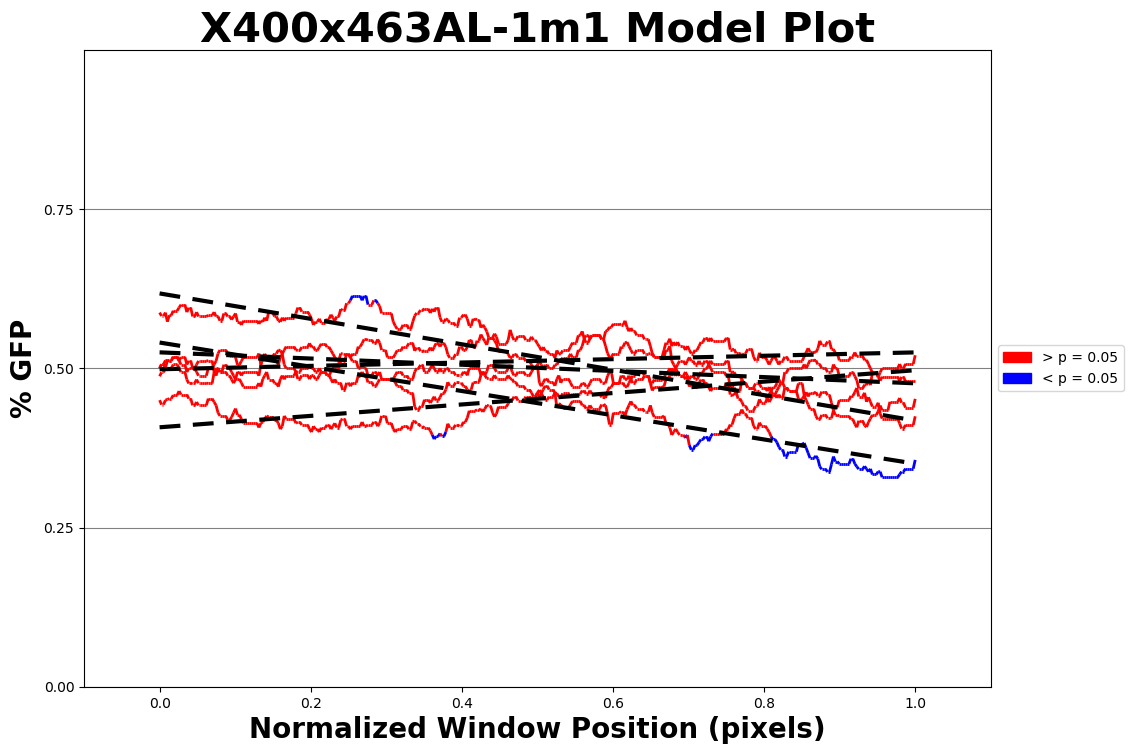 X400x463AL-1m1 Model Plot
% GFP
0.75
0.50
0.25
0.00
0.0 0.2 0.4 0.6 0.8 1.0
Normalized Window Position (pixels)
> p = 0.05
< p = 0.05